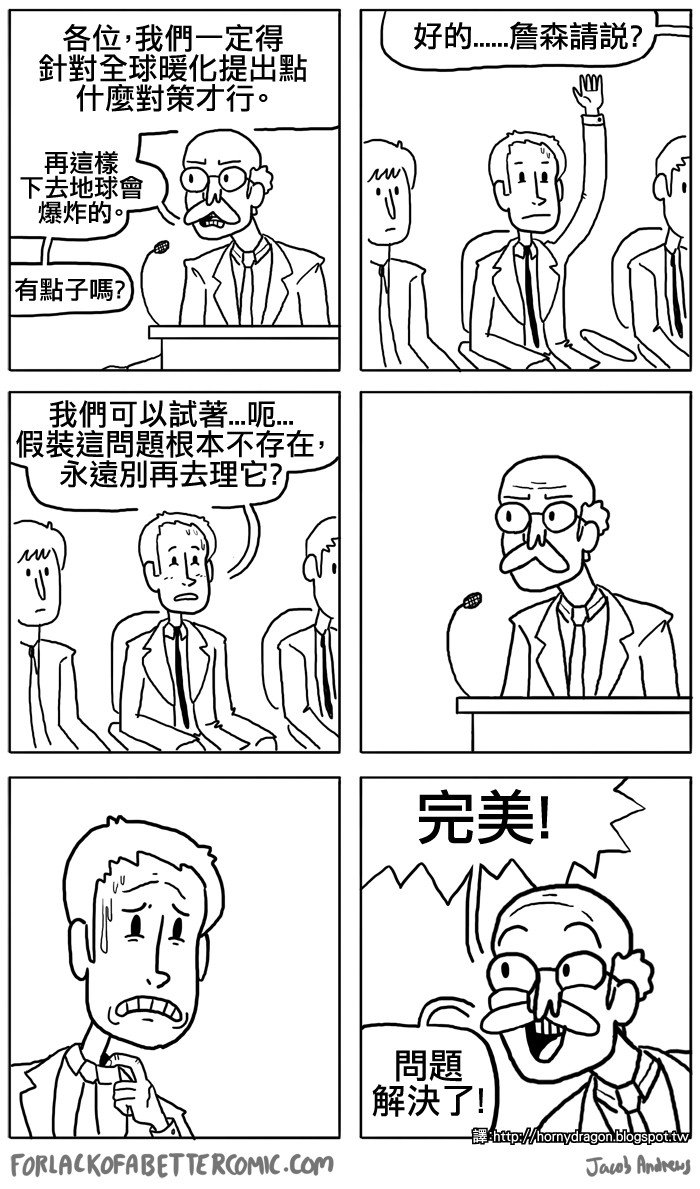 各位,我們一定得
針對全球暖化提出點
什麼對策才行。
再這樣
下去地球會
爆炸的。
有點子嗎?
好的......詹森請說?
我們可以試著...呃...
假裝這問題根本不存在,
永遠別再去理它?
完美!
問題
解決了!
譯:http://hornydragon.blogspot.tw
FORLACKOFABETTERCOMIC.COM
Jacob Andrews